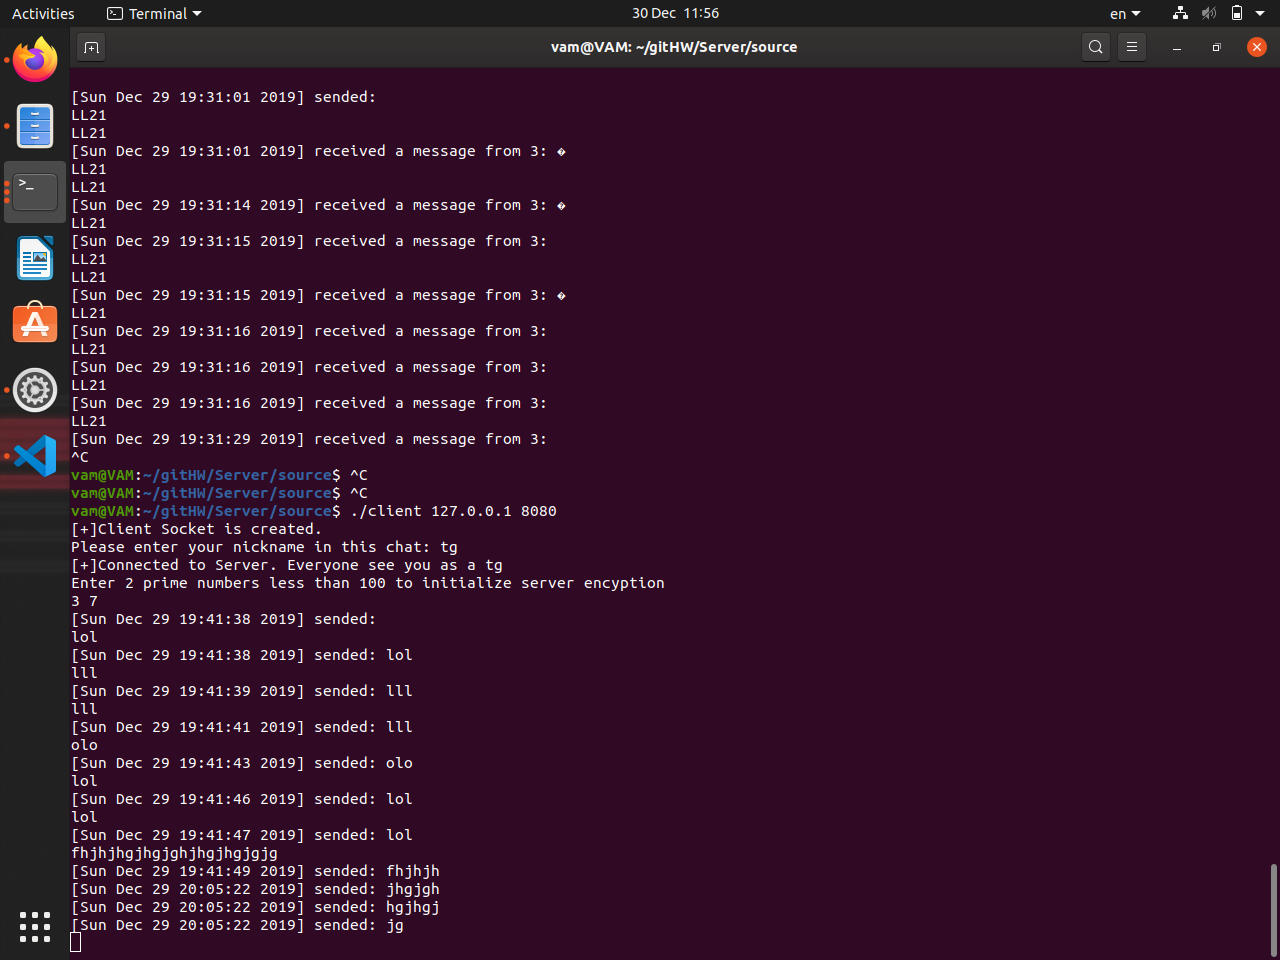 Activities
Terminal
30 Dec 11:56
en
vam@VAM: ~/gitHW/Server/source
[Sun Dec 29 19:31:01 2019] sended:
LL21
LL21
[Sun Dec 29 19:31:01 2019] received a message from 3: �
LL21
LL21
[Sun Dec 29 19:31:14 2019] received a message from 3: �
LL21
[Sun Dec 29 19:31:15 2019] received a message from 3:
LL21
LL21
[Sun Dec 29 19:31:15 2019] received a message from 3: �
LL21
[Sun Dec 29 19:31:16 2019] received a message from 3:
LL21
[Sun Dec 29 19:31:16 2019] received a message from 3:
LL21
[Sun Dec 29 19:31:16 2019] received a message from 3:
LL21
[Sun Dec 29 19:31:29 2019] received a message from 3:
^C
vam@VAM:~/gitHW/Server/source$ ^C
vam@VAM:~/gitHW/Server/source$ ^C
vam@VAM:~/gitHW/Server/source$ ./client 127.0.0.1 8080
[+]Client Socket is created.
Please enter your nickname in this chat: tg
[+]Connected to Server. Everyone see you as a tg
Enter 2 prime numbers less than 100 to initialize server encyption
3 7
[Sun Dec 29 19:41:38 2019] sended:
lol
[Sun Dec 29 19:41:38 2019] sended: lol
lll
[Sun Dec 29 19:41:39 2019] sended: lll
lll
[Sun Dec 29 19:41:41 2019] sended: lll
olo
[Sun Dec 29 19:41:43 2019] sended: olo
lol
[Sun Dec 29 19:41:46 2019] sended: lol
lol
[Sun Dec 29 19:41:47 2019] sended: lol
fhjhjhgjhgjghjhgjhgjgjg
[Sun Dec 29 19:41:49 2019] sended: fhjhjh
[Sun Dec 29 20:05:22 2019] sended: jhgjgh
[Sun Dec 29 20:05:22 2019] sended: hgjhgj
[Sun Dec 29 20:05:22 2019] sended: jg